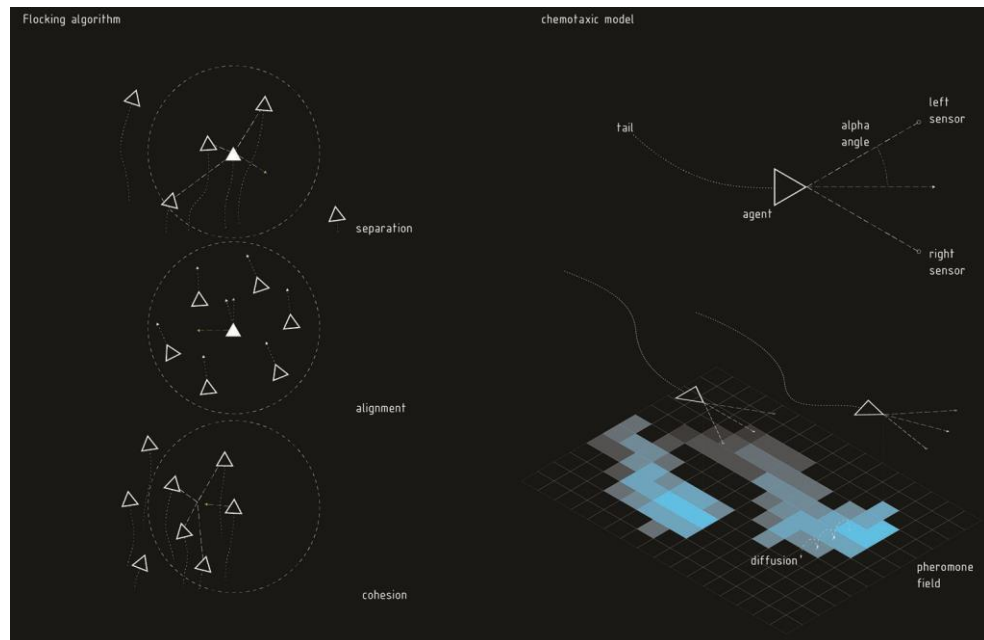 Flocking algorithm
separation
alignment
cohesion
chemotaxic model
left
sensor
alpha
angle
tail
agent
right
sensor
diffusion
pheromone
field